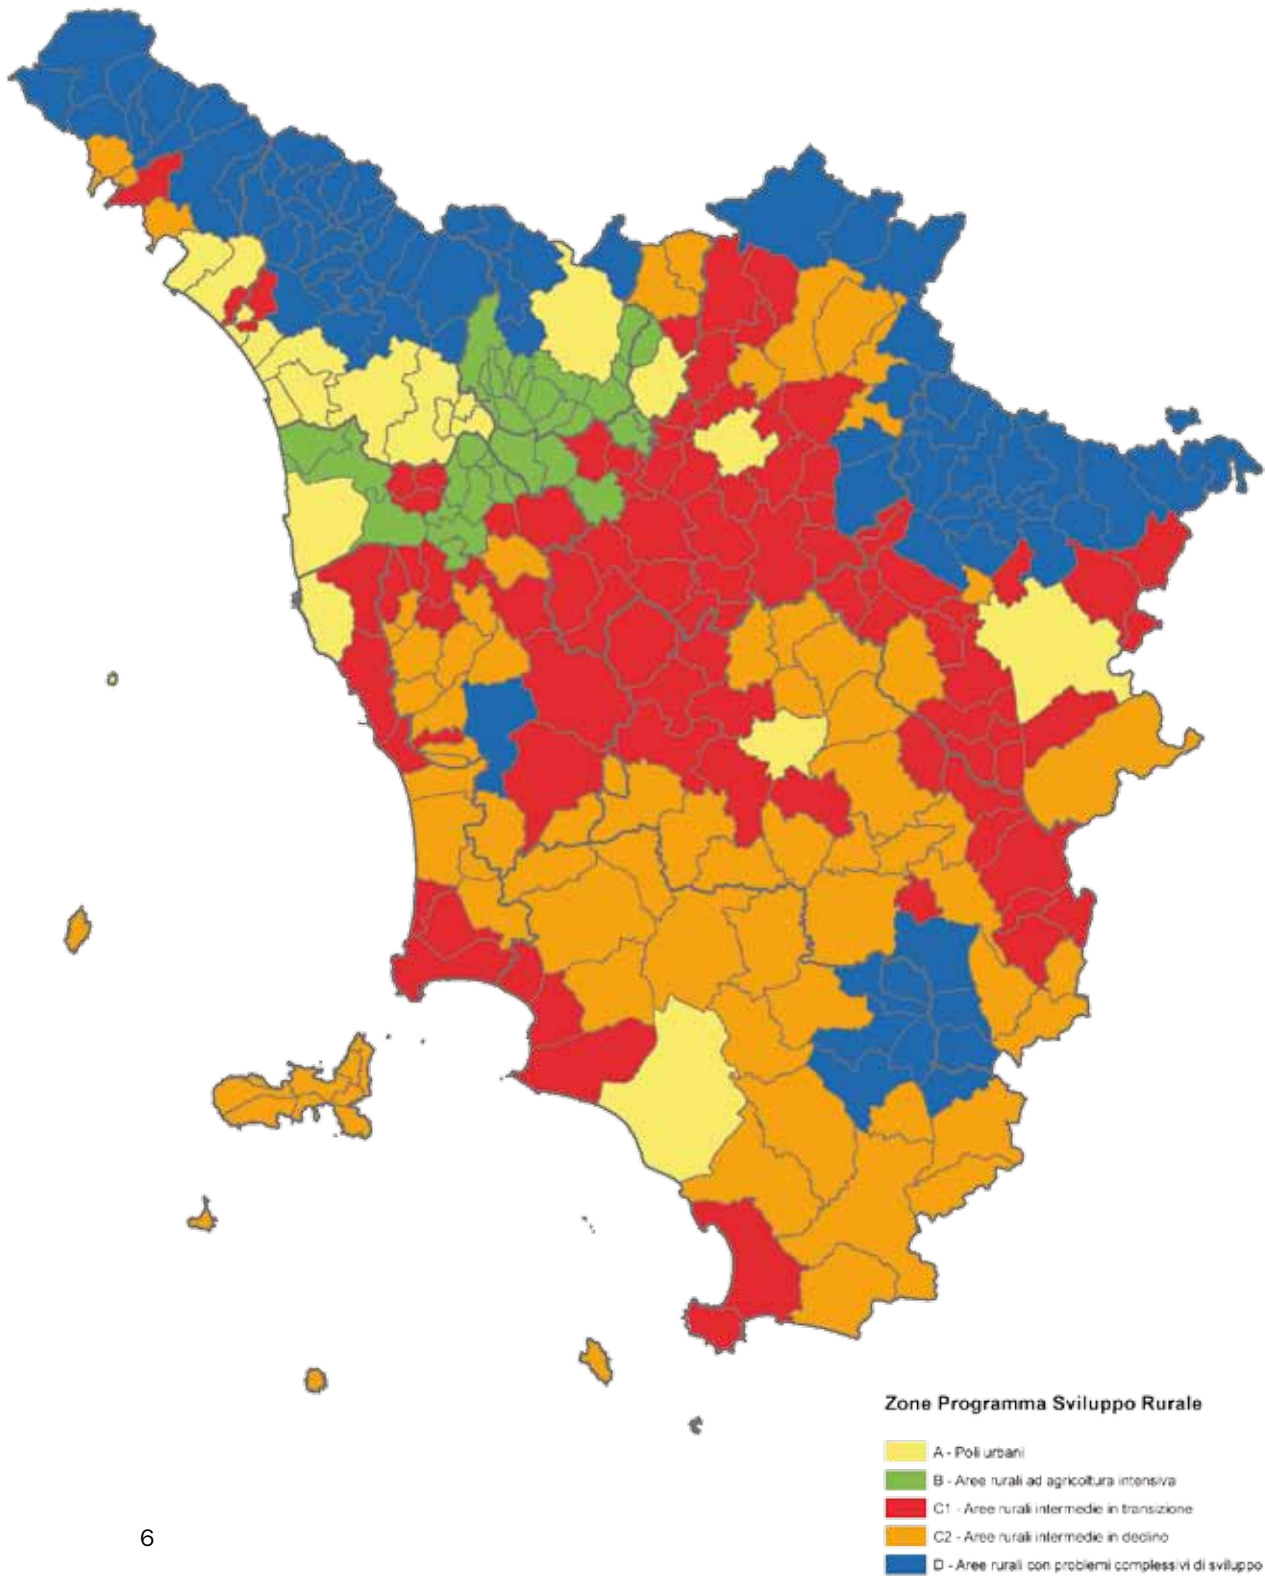 Zone Programma Sviluppo Rurale
A - Poli urbani
B - Aree rurali ad agricoltura intensiva
C1 - Aree rurali intermedie in transizione
C2 - Aree rurali intermedie in declino
D - Aree rurali con problemi complessivi di sviluppo
6